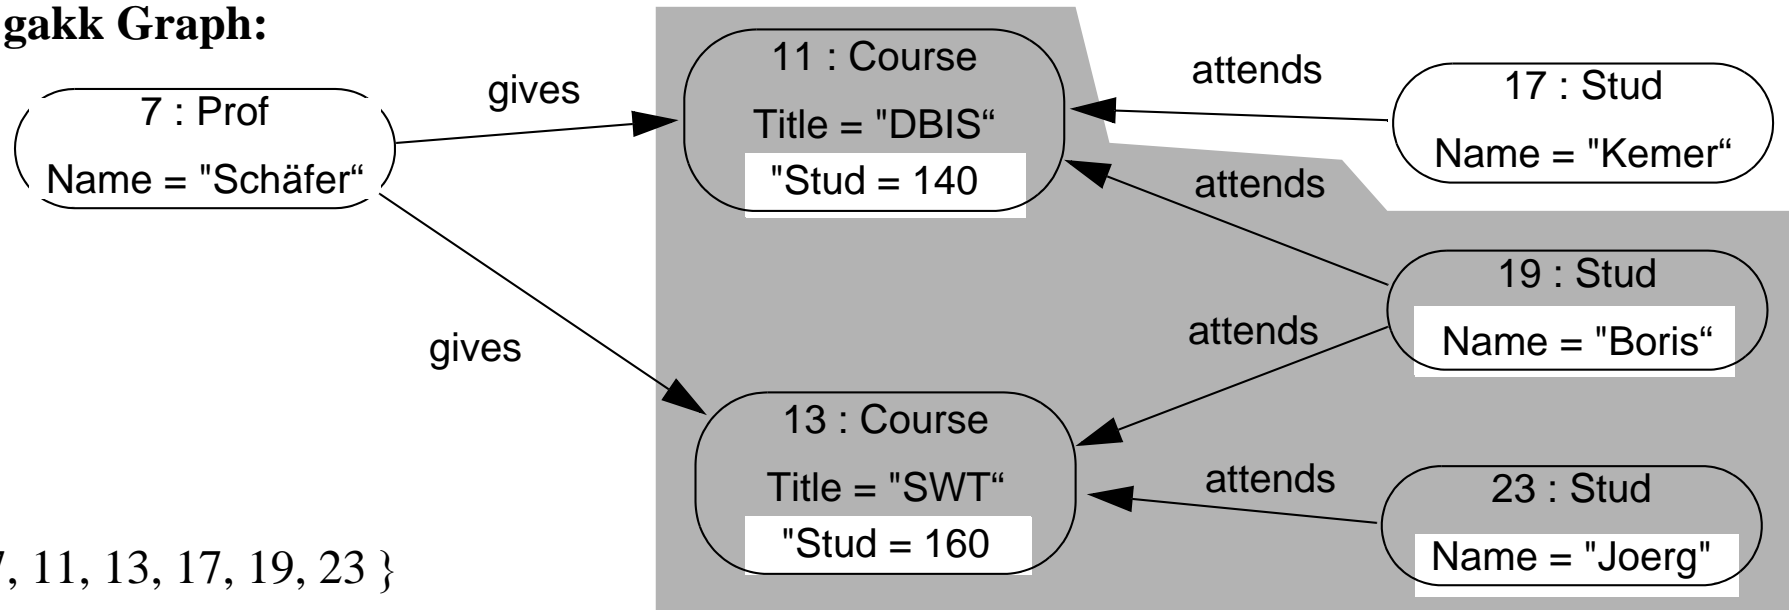 gakk Graph:
7 : Prof
Name = "Schäfer“
gives
gives
11 : Course
Title = "DBIS“
"Stud = 140
13 : Course
Title = "SWT“
"Stud = 160
attends
attends
attends
attends
17 : Stud
Name = "Kemer“
19 : Stud
Name = "Boris“
23 : Stud
Name = "Joerg"
, 11, 13, 17, 19, 23 }